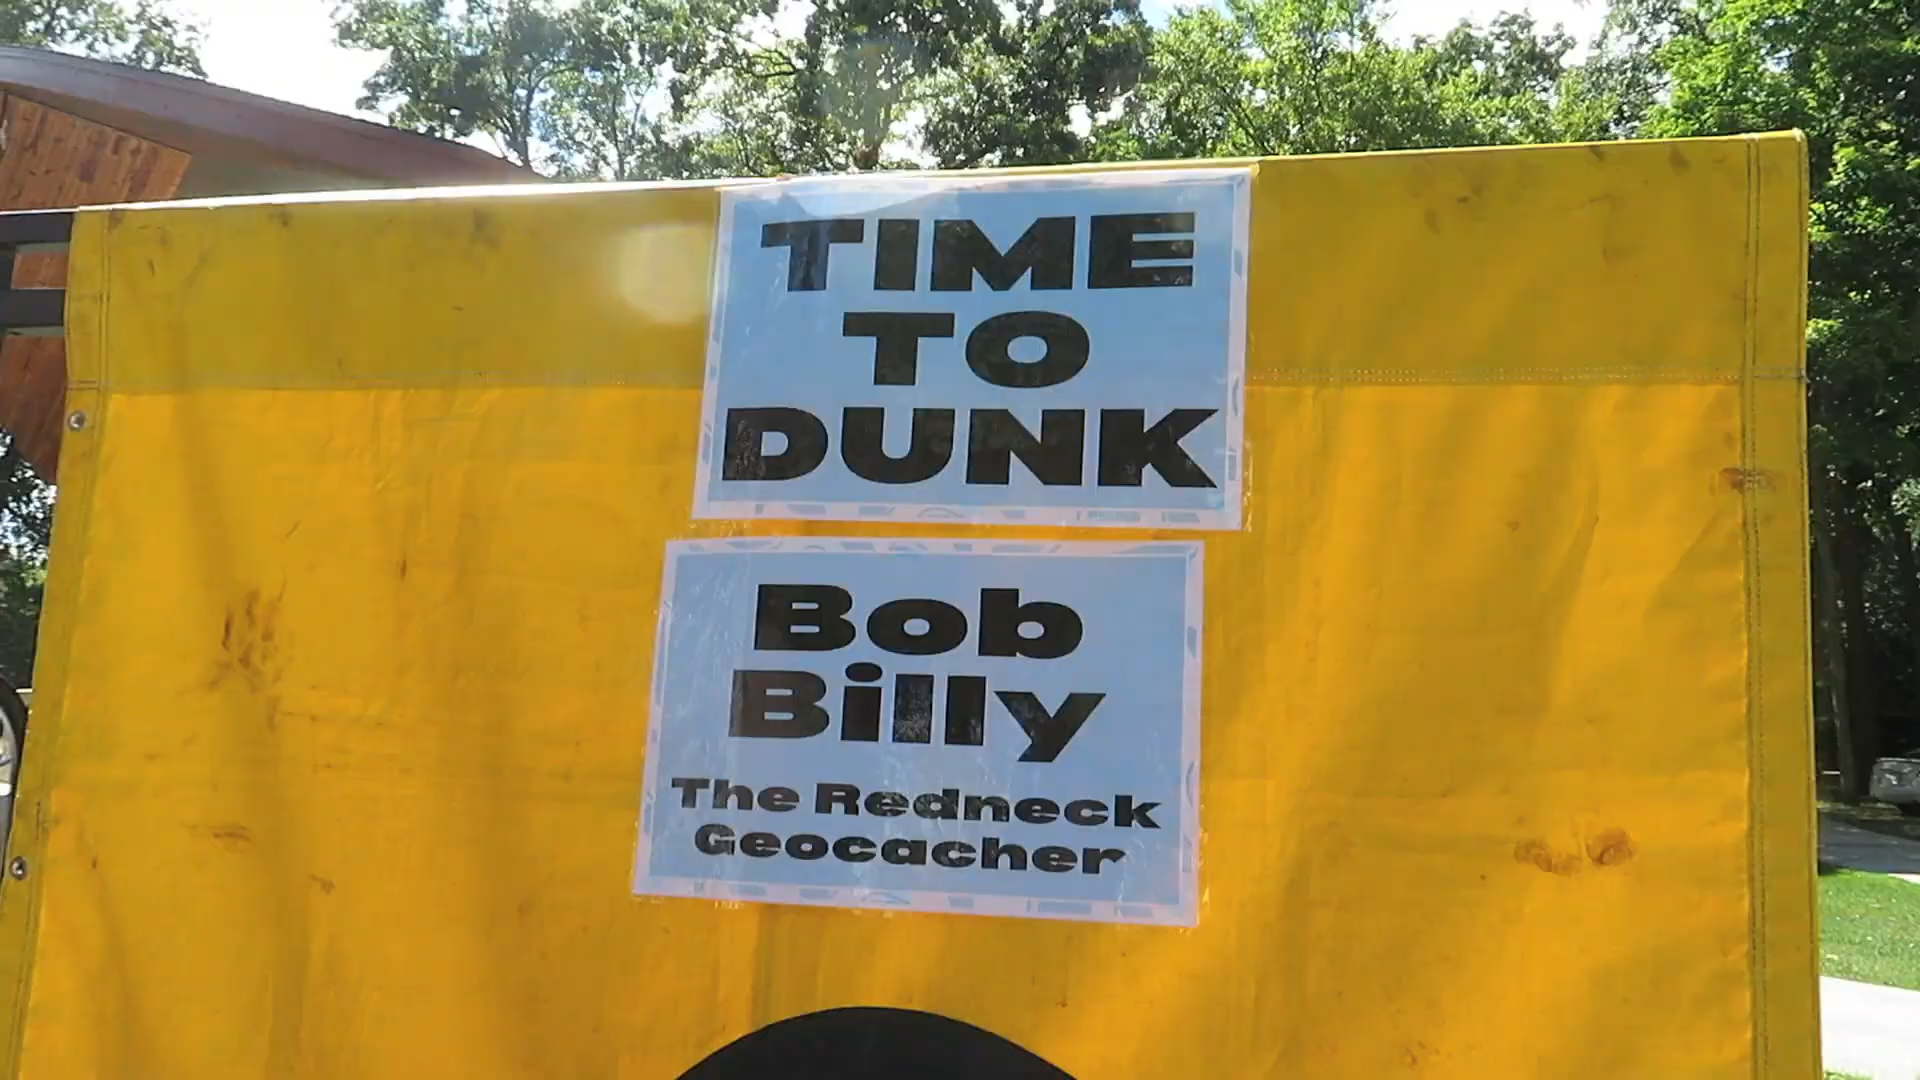 TIME
TO
DUNK
Bob
Billy
The Redneck
Geocacher